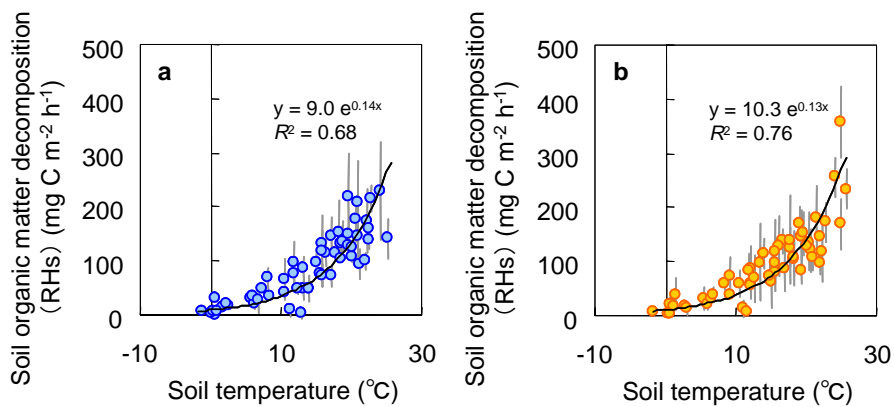 Soil organic matter decomposition
(RHs) (mg C m-2 h-1)
500
400
300
200
100
0
a
y = 9.0 e0.14x
R2 = 0.68
-10
10
30
Soil temperature (℃)
Soil organic matter decomposition
(RHs) (mg C m-2 h-1)
500
400
300
200
100
0
b
y = 10.3 e0.13x
R2 = 0.76
-10
10
30
Soil temperature (℃)